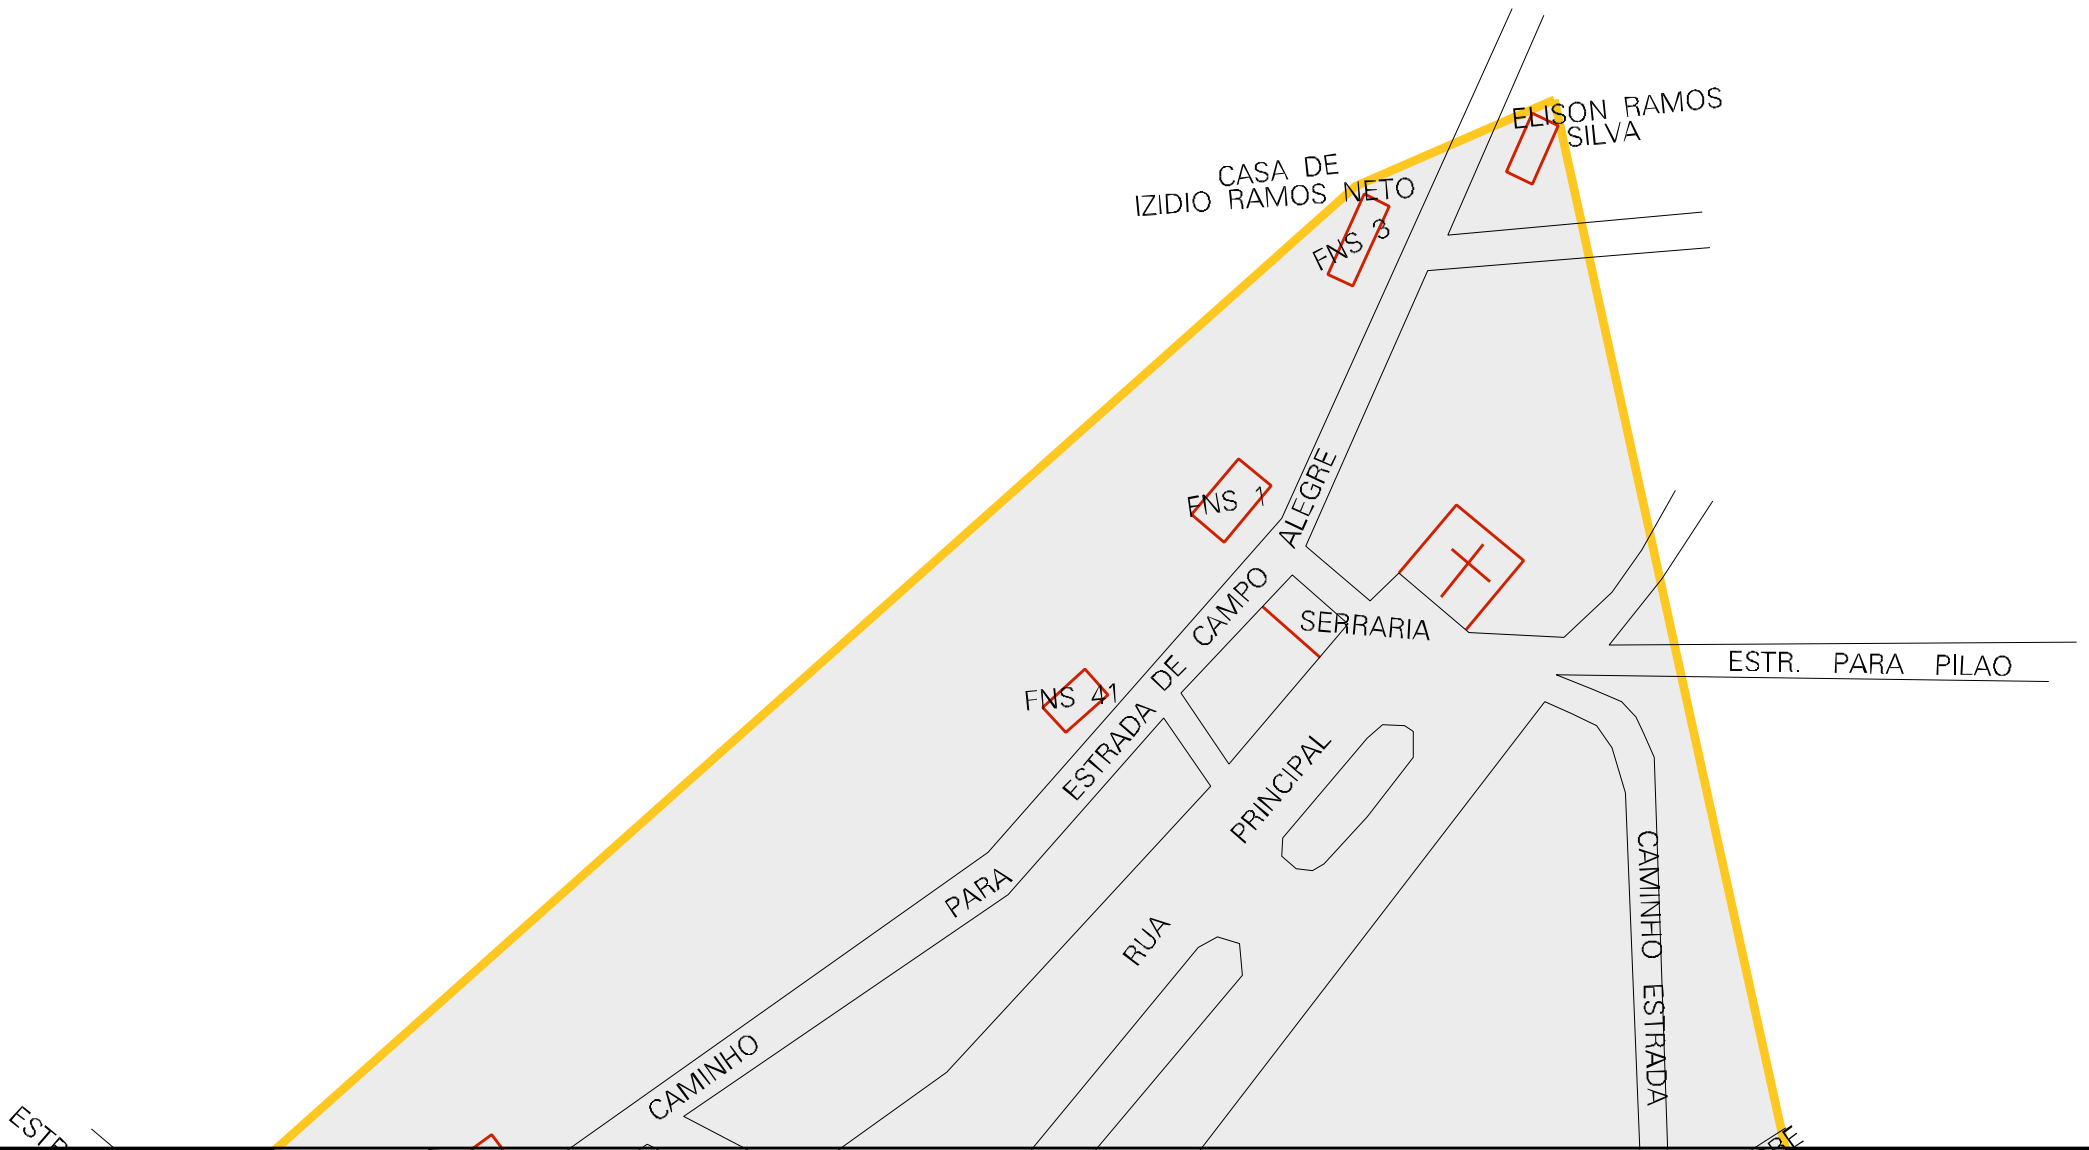 ELISON RAMOS
SILVA
CASA DE
IZIDIO RAMOS NETO
FNS 3
FNS 1
SERRARIA
ESTR. PARA PILAO
FNS 41
CAMINHO PARA ESTRADA DE CAMPO ALEGRE
RUA PRINCIPAL
CAMINHO ESTRADA